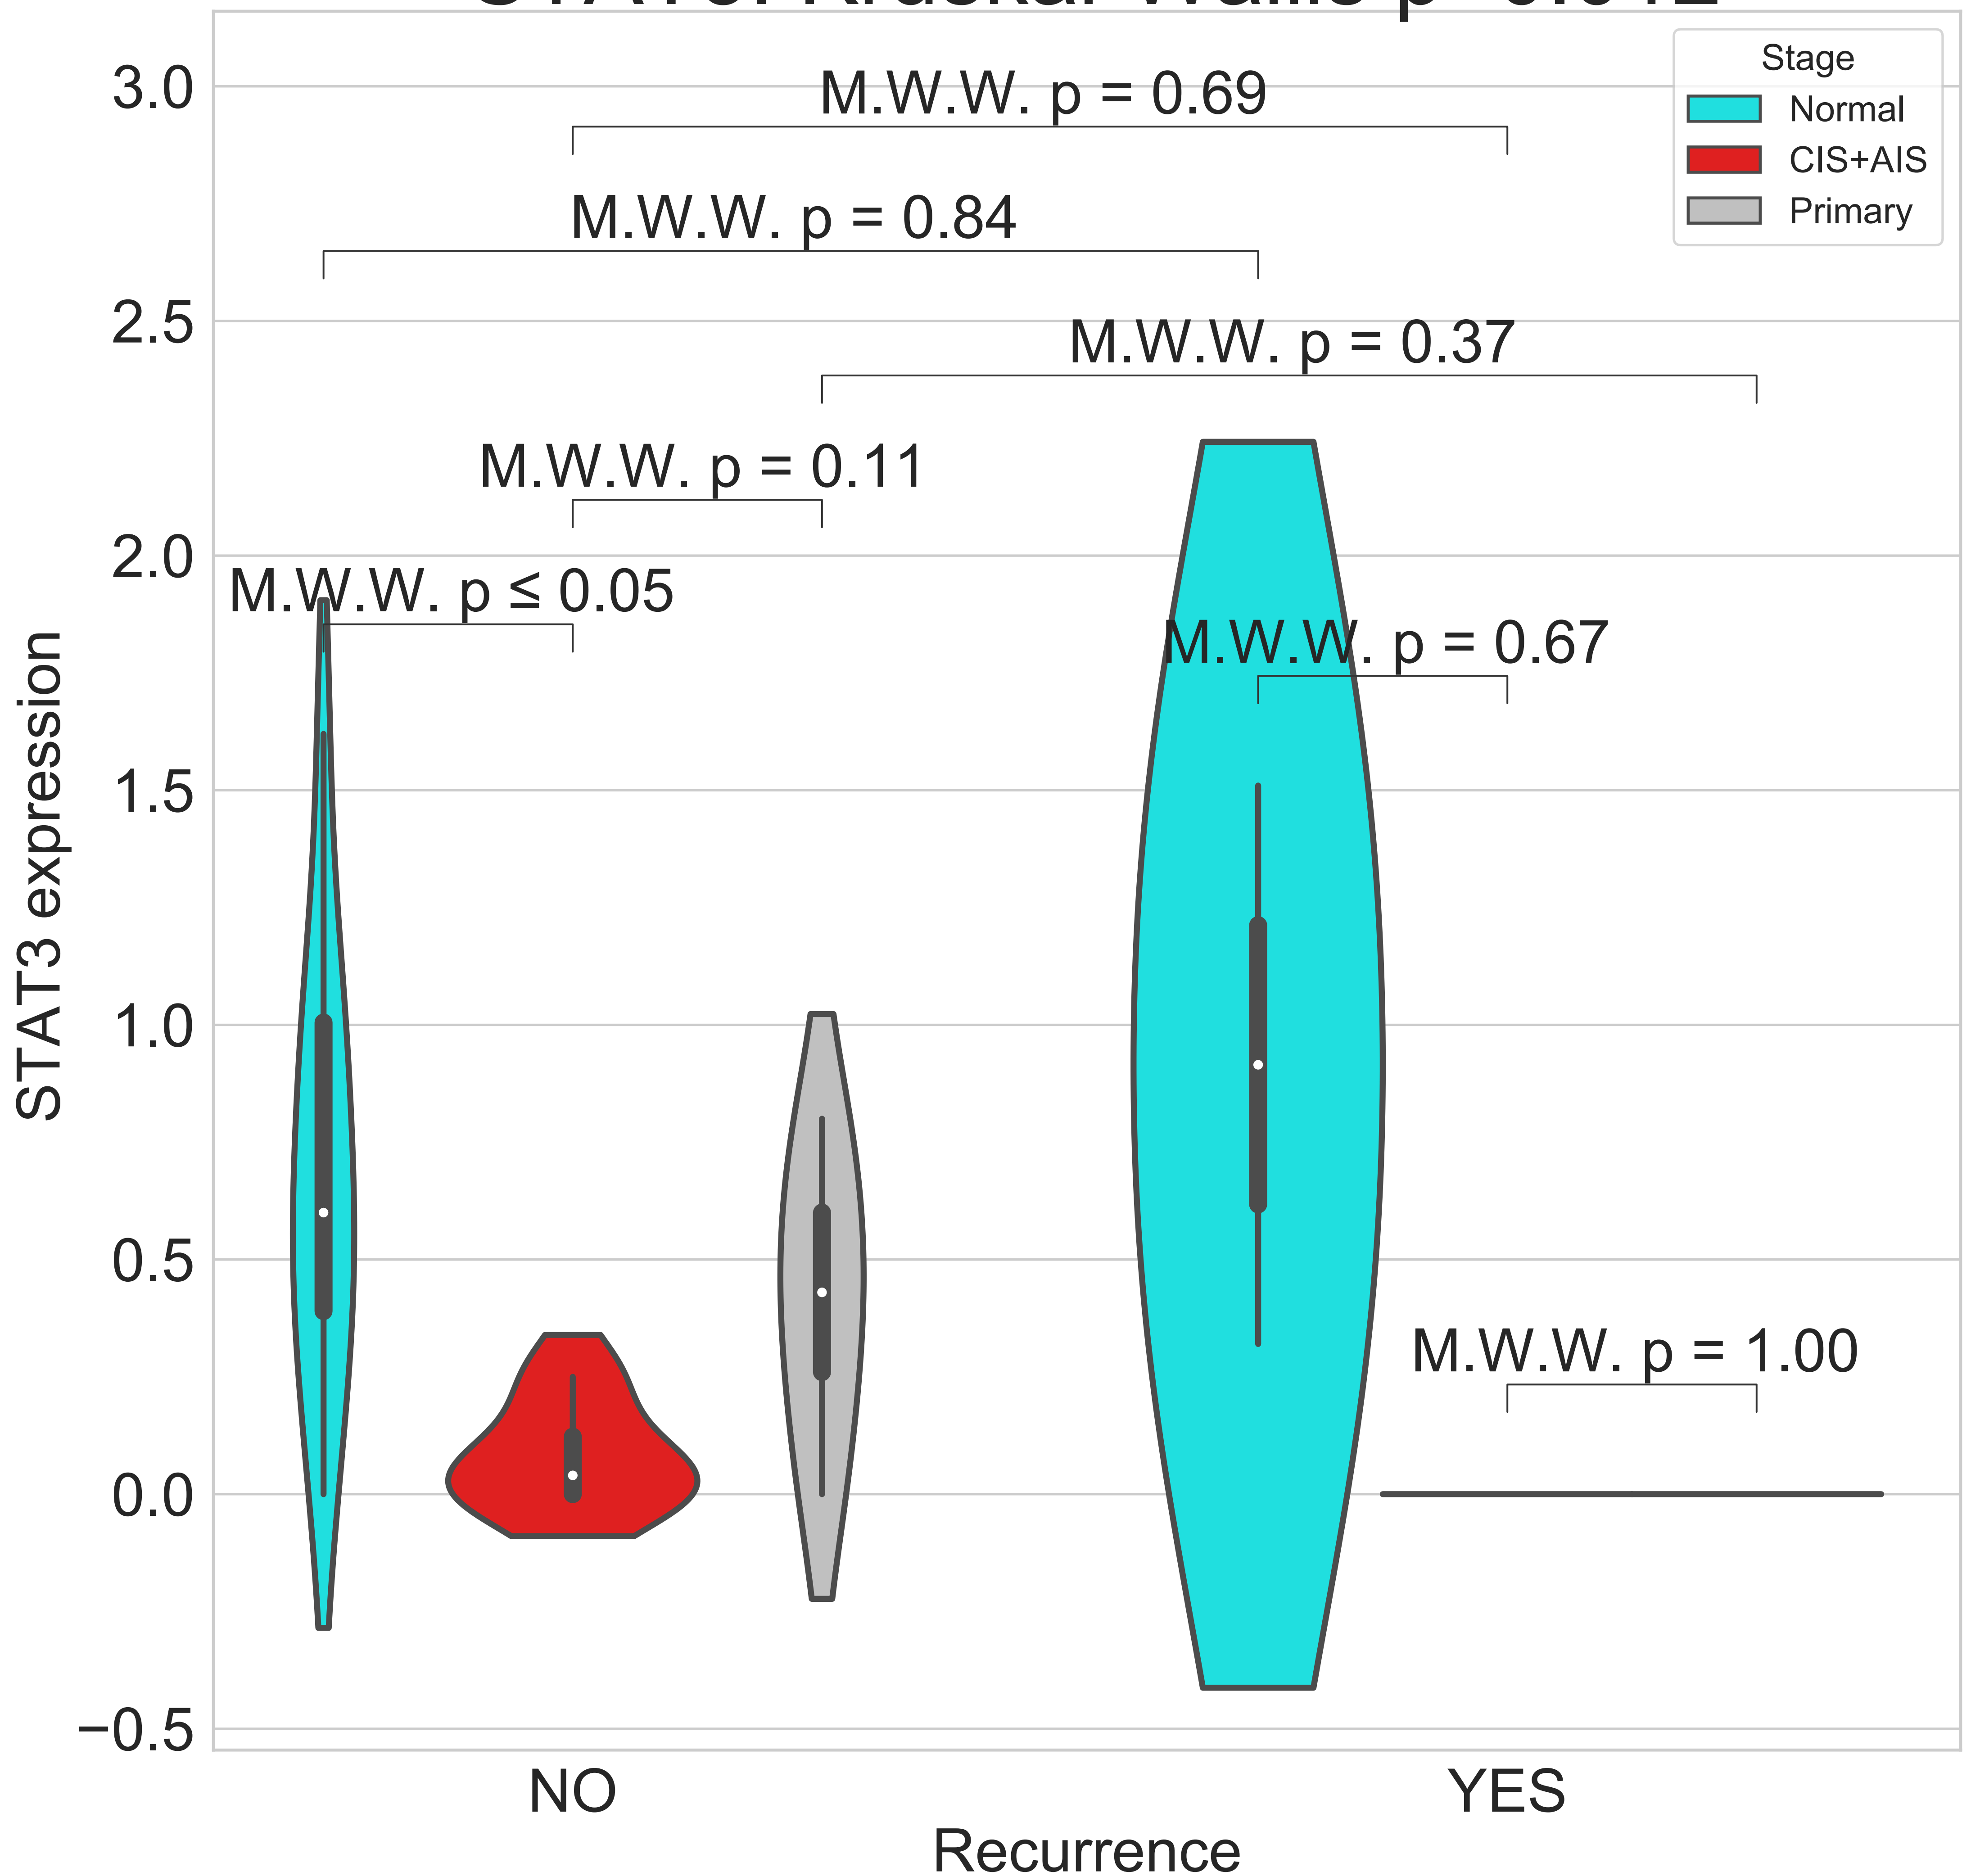 Stage
Normal
CIS+AIS
Primary
M.W.W. p = 0.69
M.W.W. p = 0.84
M.W.W. p = 0.37
M.W.W. p = 0.11
M.W.W. p ≤ 0.05
M.W.W. p = 0.67
M.W.W. p = 1.00
3.0
2.5
2.0
1.5
1.0
0.5
0.0
−0.5
STAT3 expression
NO
YES
Recurrence